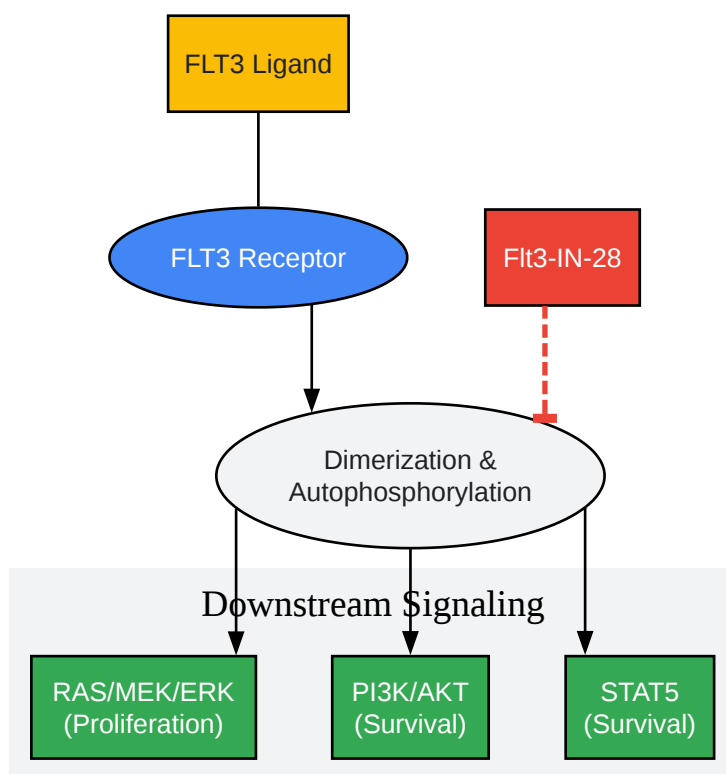 FLT3 Ligand
FLT3 Receptor
Flt3-IN-28
Dimerization &
Autophosphorylation
Downstream Signaling
RAS/MEK/ERK
(Proliferation)
PI3K/AKT
(Survival)
STAT5
(Survival)